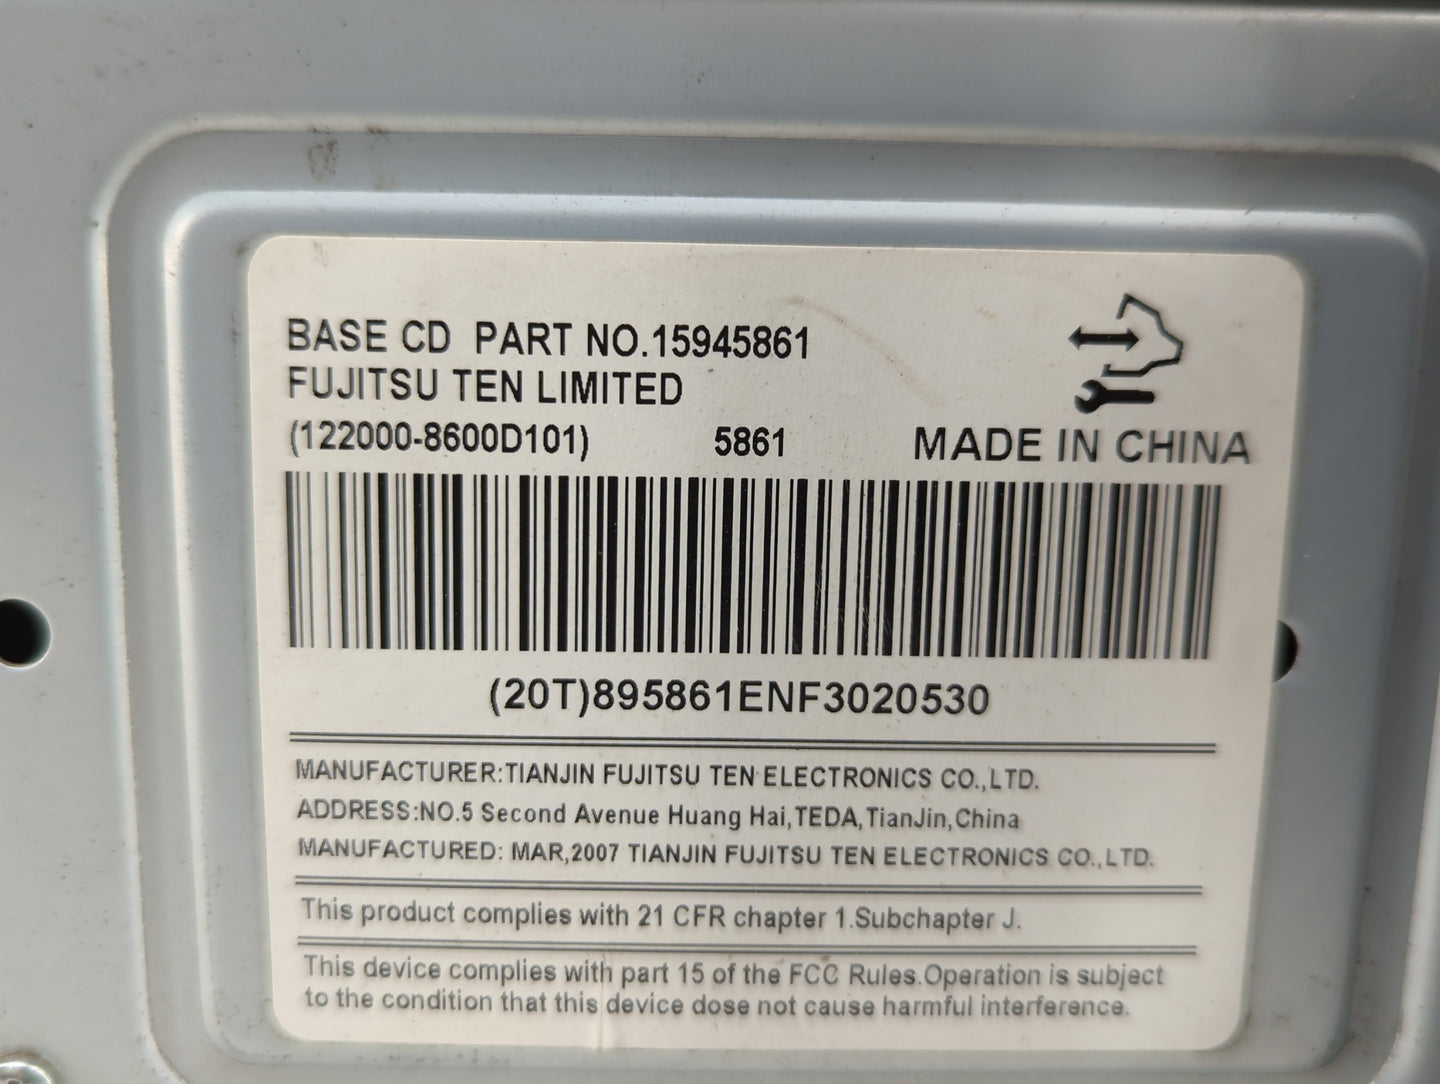 BASE CD PART NO.15945861
FUJITSU TEN LIMITED
(122000-8600D101) 5861 MADE IN CHINA
(20T)895861ENF3020530
MANUFACTURER:TIANJIN FUJITSU TEN ELECTRONICS CO.,LTD.
ADDRESS:NO.5 Second Avenue Huang Hai,TEDA,TianJin,China
MANUFACTURED: MAR,2007 TIANJIN FUJITSU TEN ELECTRONICS CO.,LTD.
This product complies with 21 CFR chapter 1.Subchapter J.
This device complies with part 15 of the FCC Rules.Operation is subject
to the condition that this device dose not cause harmful interference.